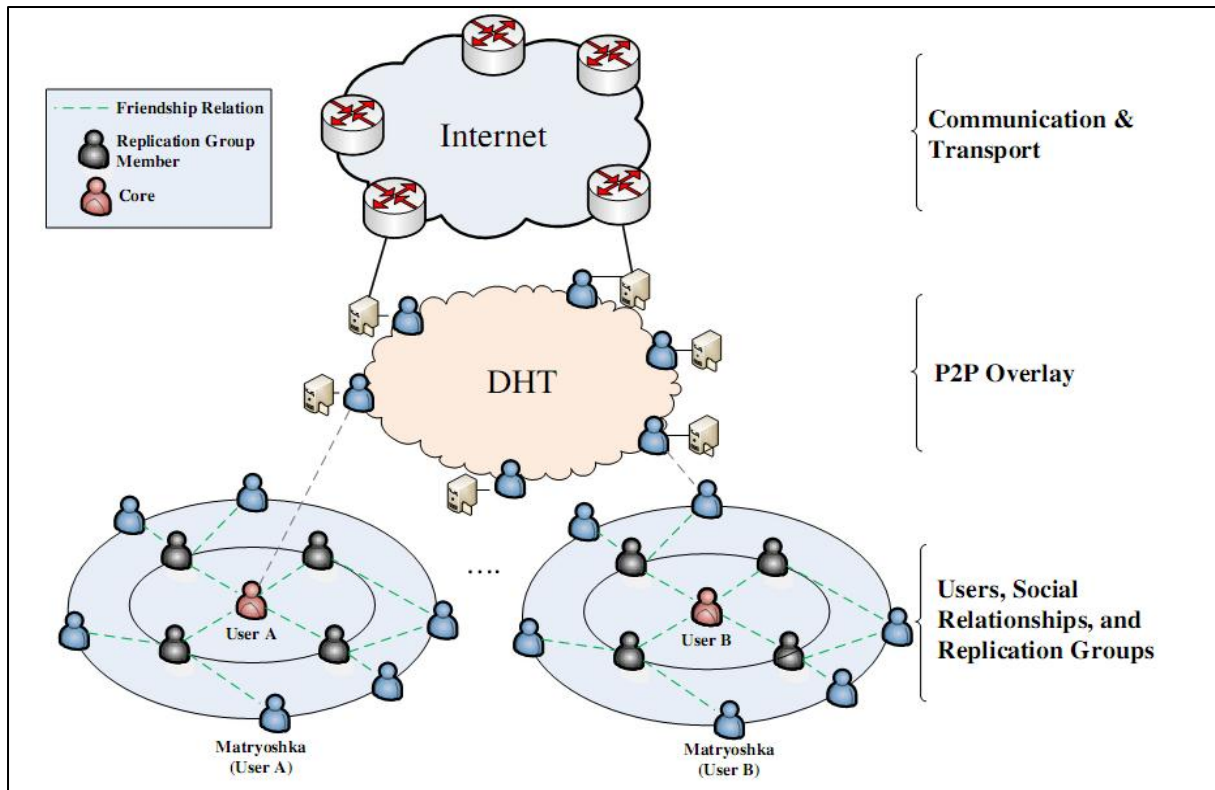 Friendship Relation
Replication Group
Member
Core
Internet
Communication &
Transport
DHT
P2P Overlay
User A
....
User B
Users, Social
Relationships, and
Replication Groups
Matryoshka
(User A)
Matryoshka
(User B)